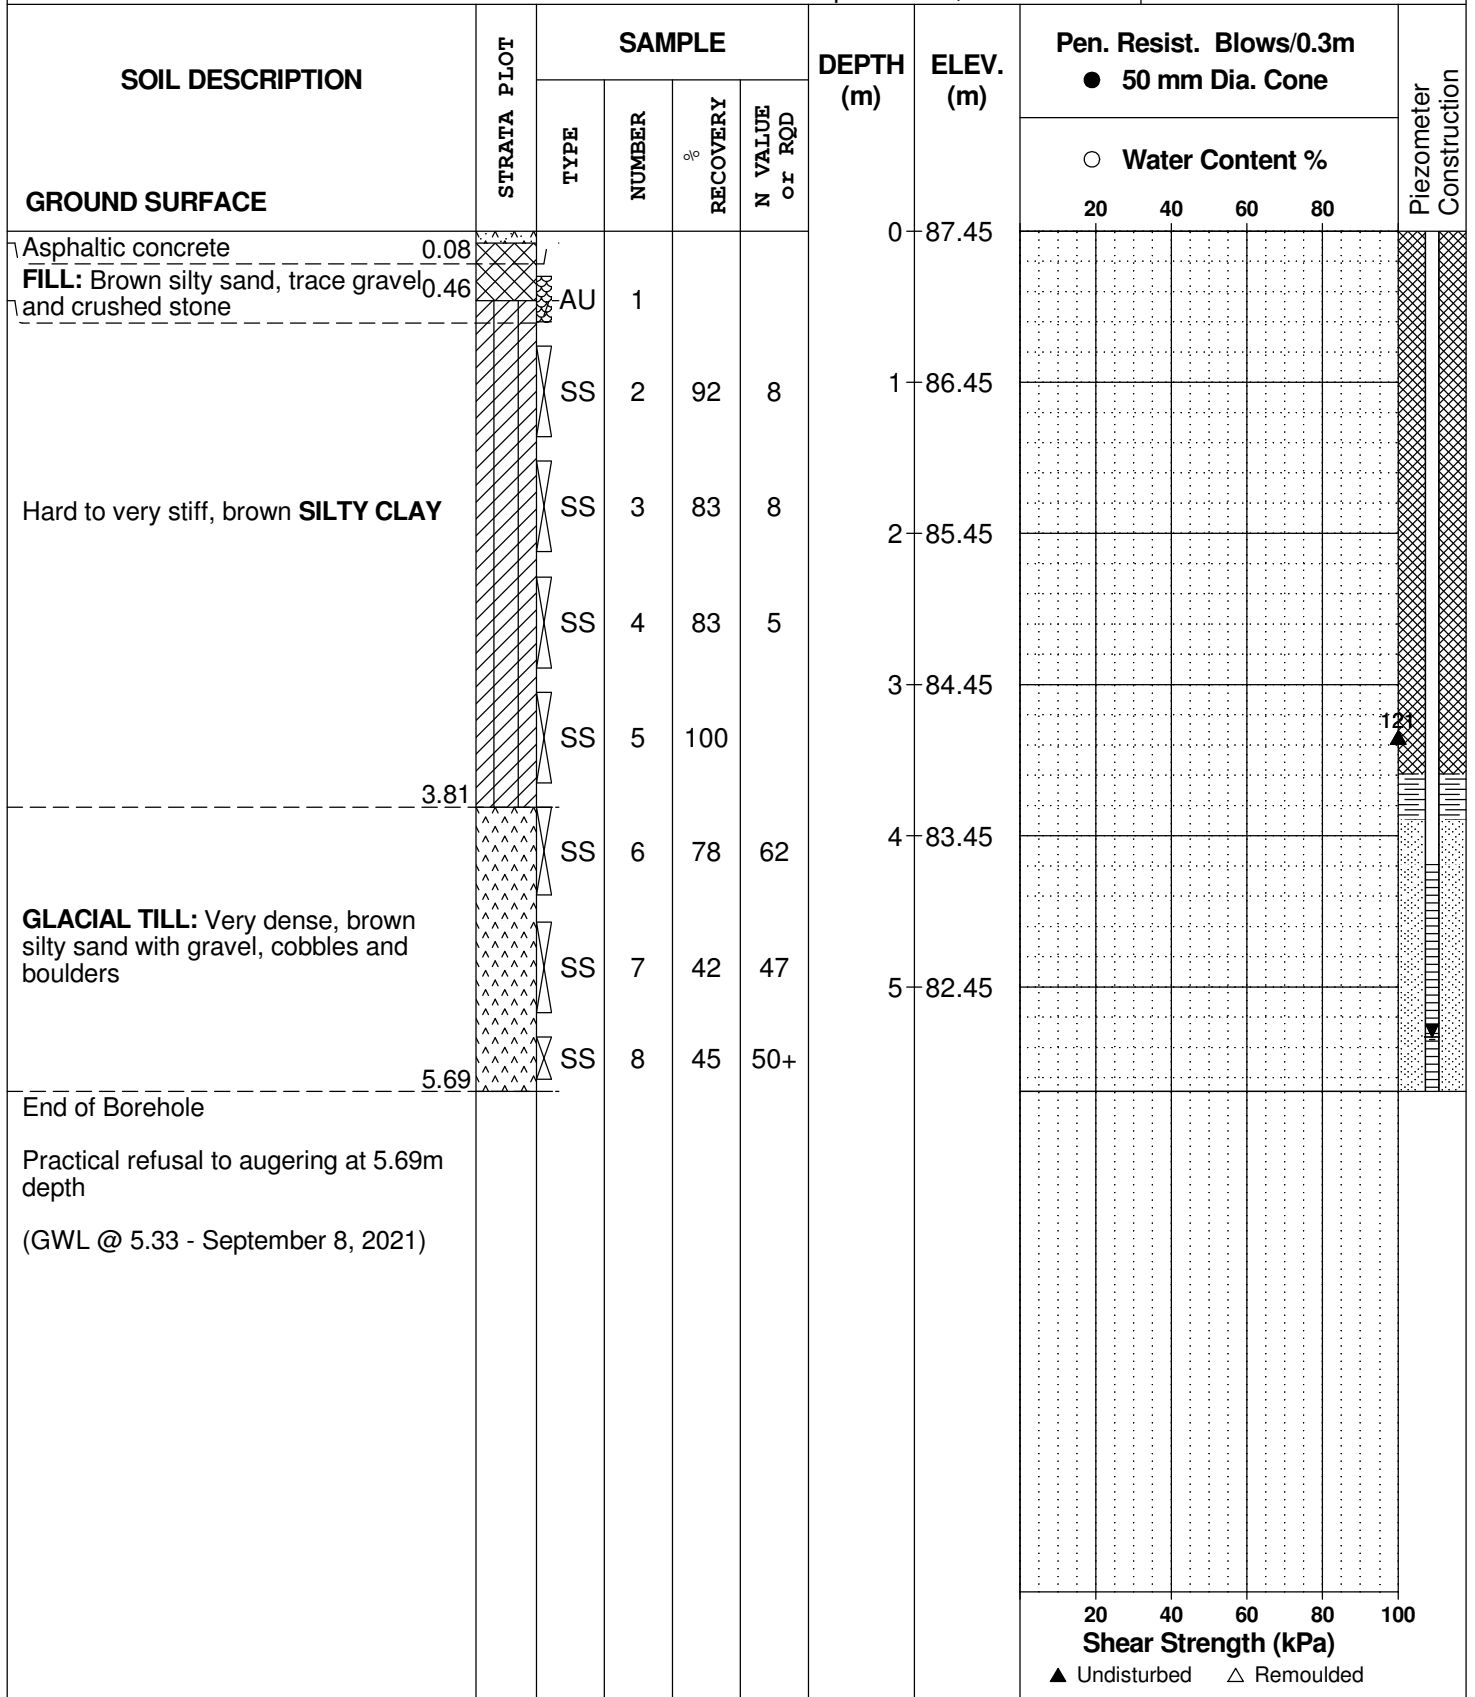 SOIL DESCRIPTION
GROUND SURFACE
STRATA PLOT
SAMPLE
TYPE
NUMBER
%
RECOVERY
N VALUE
or RQD
DEPTH
(m)
ELEV.
(m)
Pen. Resist. Blows/0.3m
● 50 mm Dia. Cone
○ Water Content %
20 40 60 80
Piezometer
Construction
0 87.45
Asphaltic concrete 0.08
FILL: Brown silty sand, trace gravel 0.46
and crushed stone
AU 1
SS 2 92 8
1 86.45
Hard to very stiff, brown SILTY CLAY
SS 3 83 8
2 85.45
SS 4 83 5
3 84.45
121
SS 5 100
3.81
4 83.45
SS 6 78 62
GLACIAL TILL: Very dense, brown
silty sand with gravel, cobbles and
boulders
SS 7 42 47
5 82.45
SS 8 45 50+
5.69
End of Borehole
Practical refusal to augering at 5.69m
depth
(GWL @ 5.33 - September 8, 2021)
20 40 60 80 100
Shear Strength (kPa)
▲ Undisturbed △ Remoulded